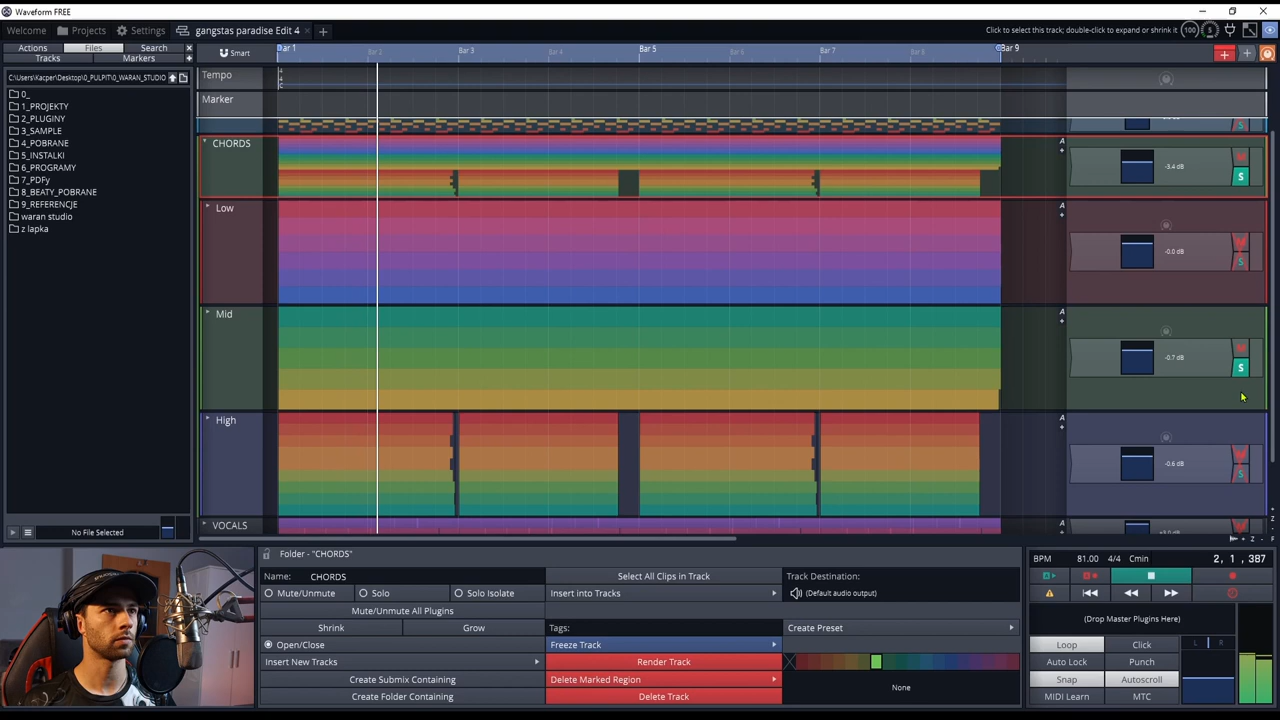 Waveform FREE
Welcome
Projects
Settings
gangstas paradise Edit 4
Click to select this track; double-click to expand or shrink it
100
Actions
Files
Search
Tracks
Markers
C:\Users\Kacper\Desktop\0_PULPIT\0_WARAN_STUDIO
0_
1_PROJEKTY
2_PLUGINY
3_SAMPLE
4_POBRANE
5_INSTALKI
6_PROGRAMY
7_PDFy
8_BEATY_POBRANE
9_REFERENCJE
waran studio
z lapka
No File Selected
Smart
Bar 1
Bar 2
Bar 3
Bar 4
Bar 5
Bar 6
Bar 7
Bar 8
Bar 9
Tempo
4
4
C
Marker
CHORDS
A
-3.4 dB
M
S
Low
A
-0.0 dB
M
S
Mid
A
-0.7 dB
M
S
High
A
-0.6 dB
M
S
VOCALS
A
Folder - "CHORDS"
Name:
CHORDS
Mute/Unmute
Solo
Solo Isolate
Mute/Unmute All Plugins
Shrink
Grow
Open/Close
Insert New Tracks
Create Submix Containing
Create Folder Containing
Select All Clips in Track
Insert into Tracks
Tags:
Freeze Track
Render Track
Delete Marked Region
Delete Track
Track Destination:
(Default audio output)
Create Preset
None
BPM
81.00
4/4
Cmin
2, 1, 387
(Drop Master Plugins Here)
Loop
Click
Auto Lock
Punch
Snap
Autoscroll
MIDI Learn
MTC
L
R